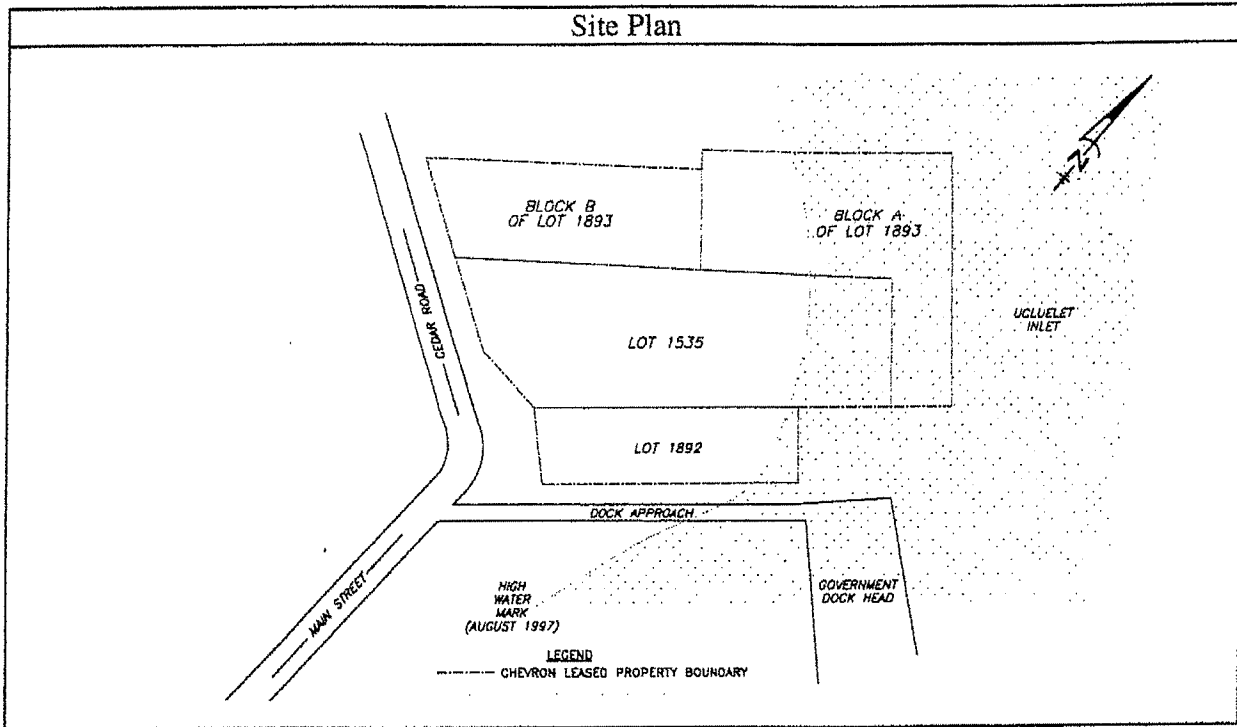 Site Plan
N
BLOCK B
OF LOT 1893
BLOCK A
OF LOT 1893
CEDAR ROAD
UCLUELET
INLET
LOT 1535
LOT 1892
DOCK APPROACH
MAIN STREET
HIGH
WATER
MARK
(AUGUST 1997)
GOVERNMENT
DOCK HEAD
LEGEND
CHEVRON LEASED PROPERTY BOUNDARY